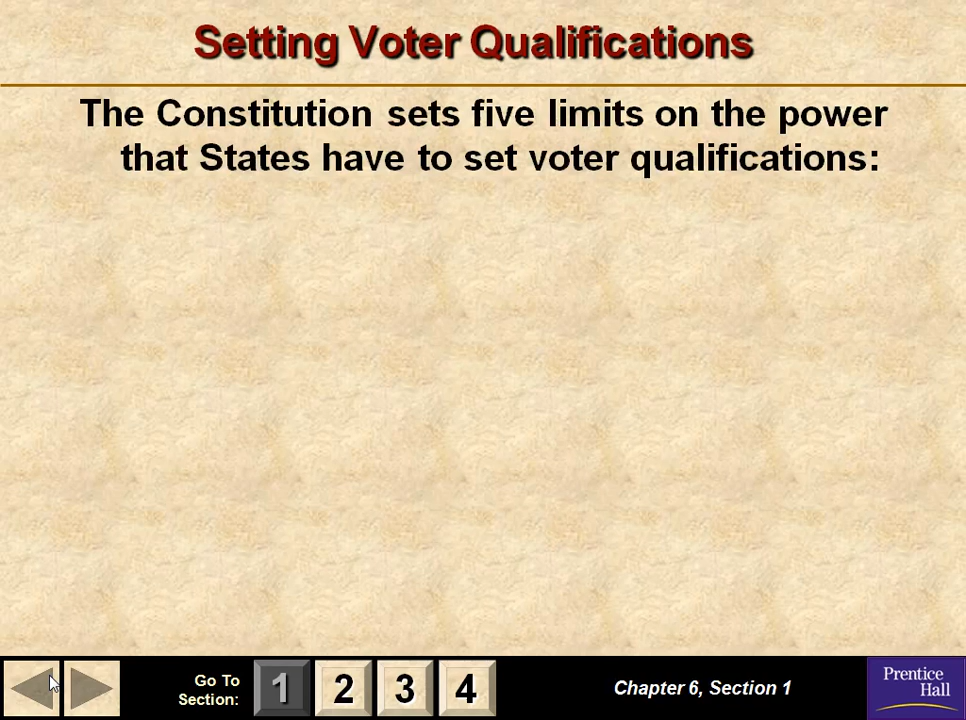 Setting Voter Qualifications
The Constitution sets five limits on the power
that States have to set voter qualifications:
Go To
Section:
1
2
3
4
Chapter 6, Section 1
Prentice
Hall